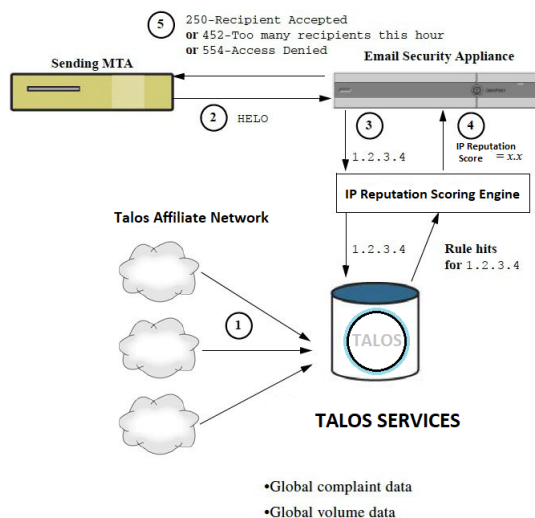 5 250-Recipient Accepted
or 452-Too many recipients this hour
or 554-Access Denied
Sending MTA
Email Security Appliance
2 HELO
3
4
1.2.3.4
IP Reputation
Score = x.x
IP Reputation Scoring Engine
Talos Affiliate Network
1.2.3.4
Rule hits
for 1.2.3.4
1
TALOS
TALOS SERVICES
•Global complaint data
•Global volume data